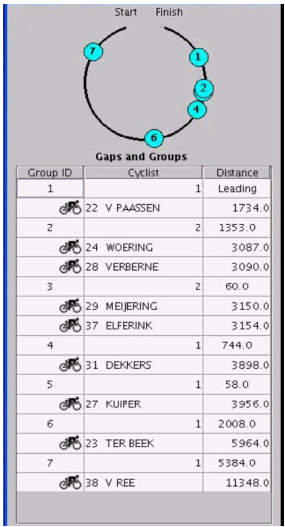 Start Finish
7
1
2
4
6
Gaps and Groups
Group ID Cyclist Distance
1 1 Leading
22 V PAASSEN 1734.0
2 2 1353.0
24 WOERING 3087.0
28 VERBERNE 3090.0
3 2 60.0
29 MEIJERING 3150.0
37 ELFERINK 3154.0
4 1 744.0
31 DEKKERS 3898.0
5 1 58.0
27 KUIPER 3956.0
6 1 2008.0
23 TER BEEK 5964.0
7 1 5384.0
38 V REE 11348.0